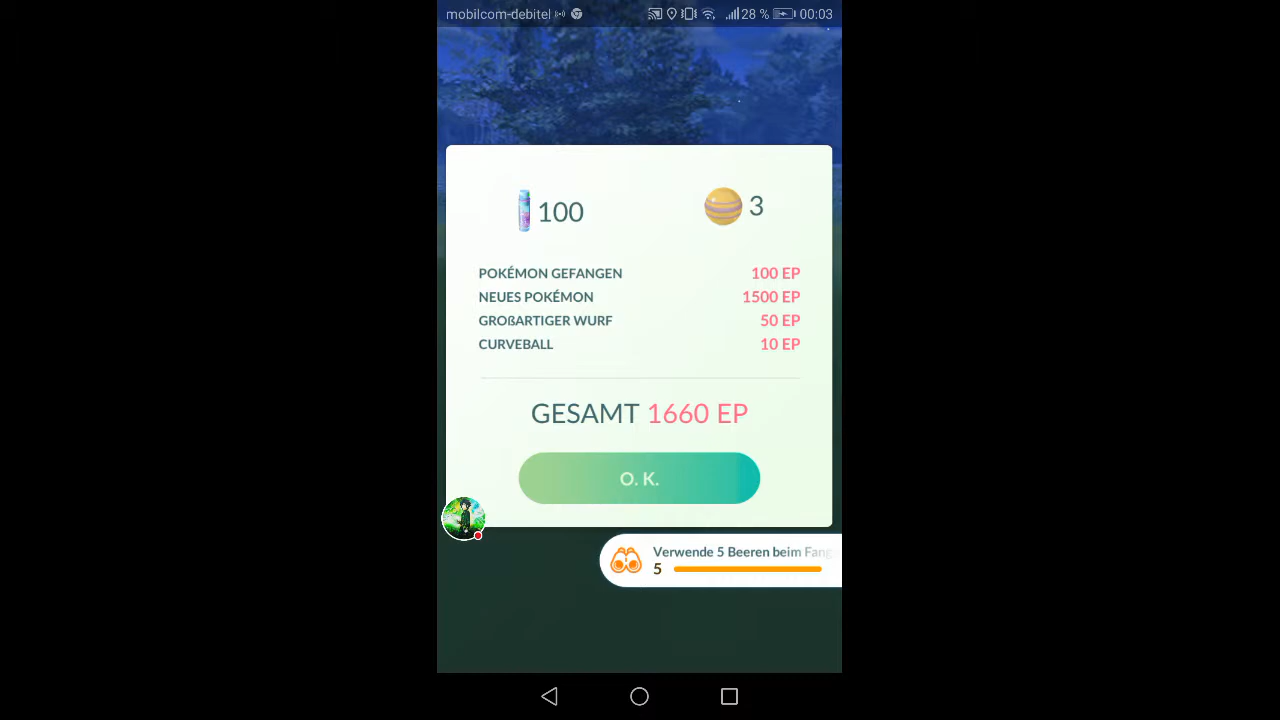 mobilcom-debitel 28 % 00:03
100 3
POKÉMON GEFANGEN 100 EP
NEUES POKÉMON 1500 EP
GROßARTIGER WURF 50 EP
CURVEBALL 10 EP
GESAMT 1660 EP
O. K.
Verwende 5 Beeren beim Fang
5